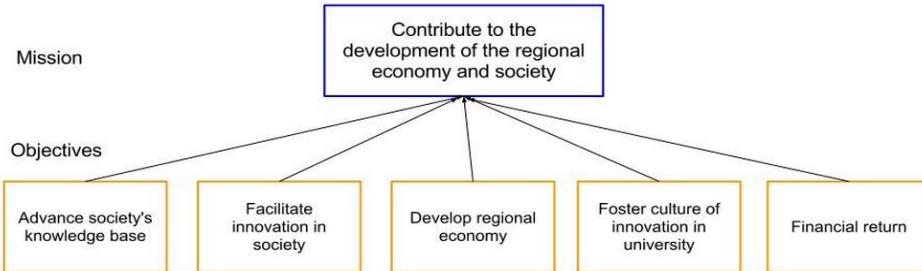 Mission
Contribute to the
development of the regional
economy and society
Objectives
Advance society's
knowledge base
Facilitate
innovation in
society
Develop regional
economy
Foster culture of
innovation in
university
Financial return